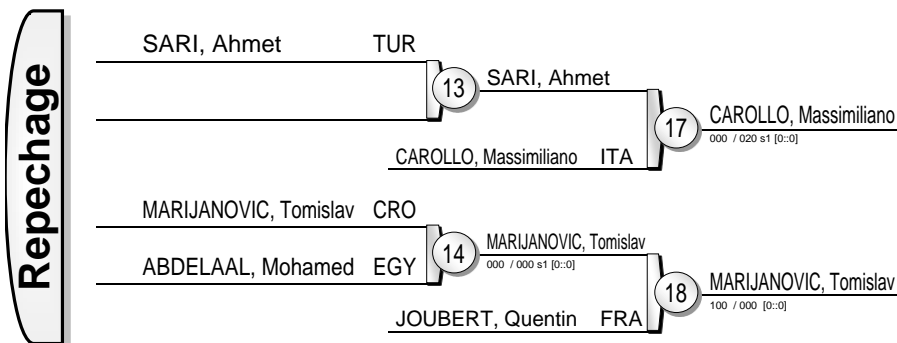 Repechage
SARI, Ahmet TUR
13
SARI, Ahmet
CAROLLO, Massimiliano ITA
17
CAROLLO, Massimiliano
000 / 020 s1 [0::0]
MARIJANOVIC, Tomislav CRO
ABDELAAL, Mohamed EGY
14
MARIJANOVIC, Tomislav
000 / 000 s1 [0::0]
JOUBERT, Quentin FRA
18
MARIJANOVIC, Tomislav
100 / 000 [0::0]